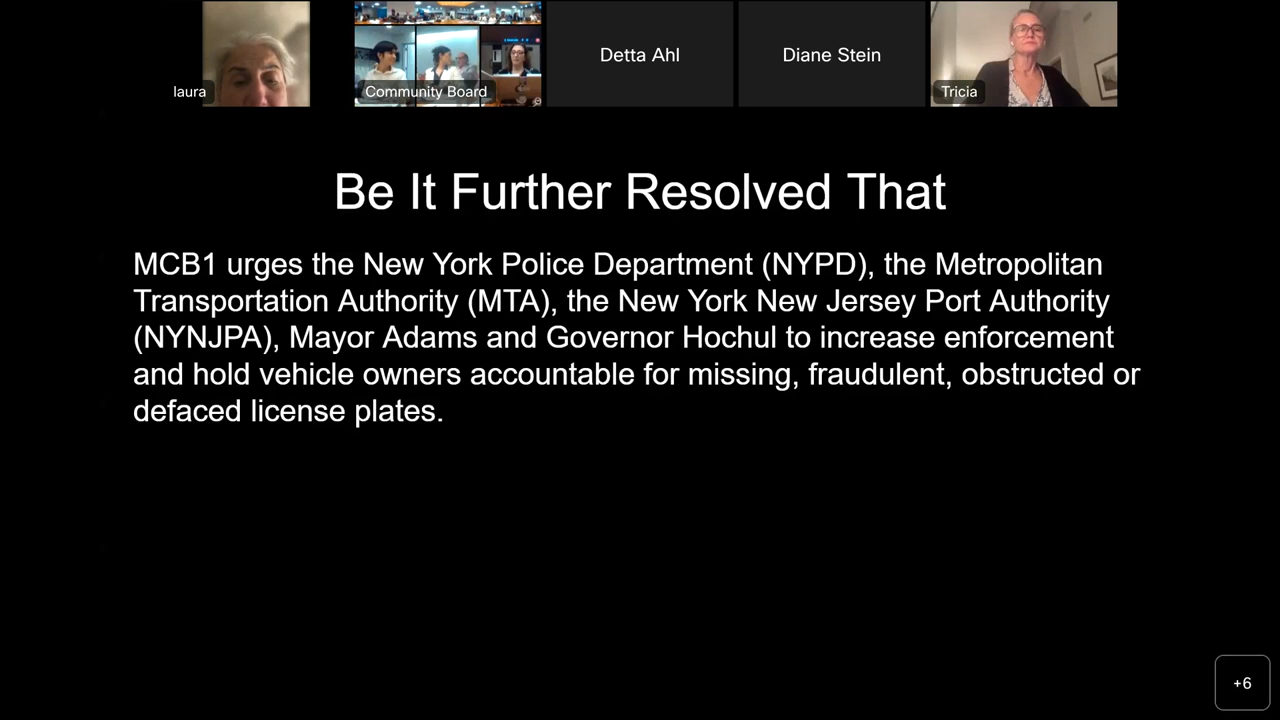 laura
Community Board
Detta Ahl
Diane Stein
Tricia
Be It Further Resolved That
MCB1 urges the New York Police Department (NYPD), the Metropolitan
Transportation Authority (MTA), the New York New Jersey Port Authority
(NYNJPA), Mayor Adams and Governor Hochul to increase enforcement
and hold vehicle owners accountable for missing, fraudulent, obstructed or
defaced license plates.
+6